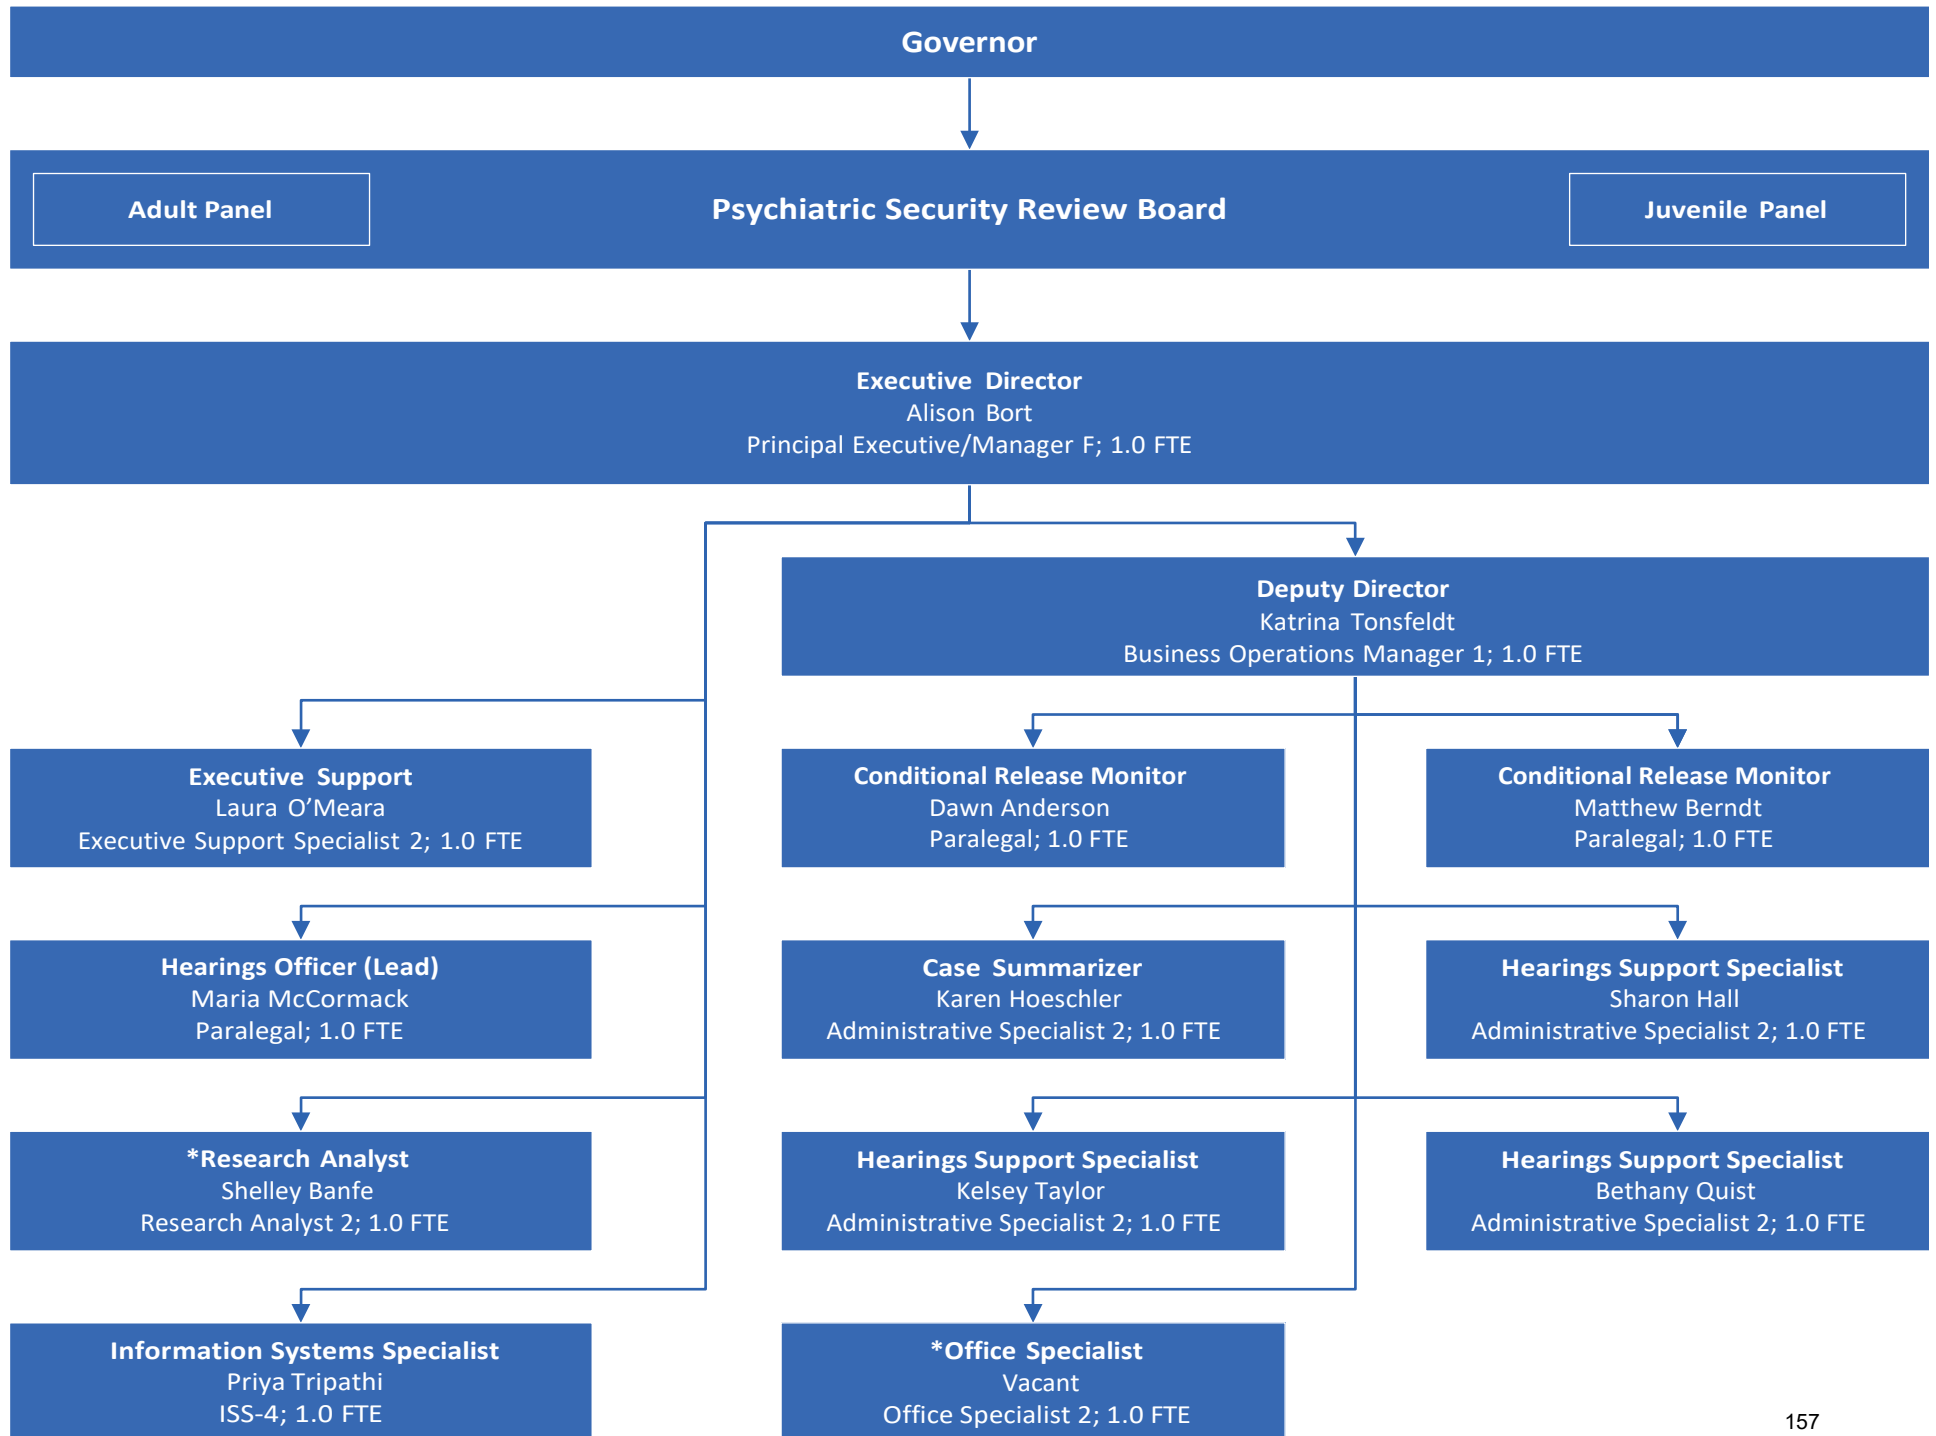 Governor
Adult Panel
Psychiatric Security Review Board
Juvenile Panel
Executive Director
Alison Bort
Principal Executive/Manager F; 1.0 FTE
Deputy Director
Katrina Tonsfeldt
Business Operations Manager 1; 1.0 FTE
Executive Support
Laura O’Meara
Executive Support Specialist 2; 1.0 FTE
Conditional Release Monitor
Dawn Anderson
Paralegal; 1.0 FTE
Conditional Release Monitor
Matthew Berndt
Paralegal; 1.0 FTE
Hearings Officer (Lead)
Maria McCormack
Paralegal; 1.0 FTE
Case Summarizer
Karen Hoeschler
Administrative Specialist 2; 1.0 FTE
Hearings Support Specialist
Sharon Hall
Administrative Specialist 2; 1.0 FTE
*Research Analyst
Shelley Banfe
Research Analyst 2; 1.0 FTE
Hearings Support Specialist
Kelsey Taylor
Administrative Specialist 2; 1.0 FTE
Hearings Support Specialist
Bethany Quist
Administrative Specialist 2; 1.0 FTE
Information Systems Specialist
Priya Tripathi
ISS-4; 1.0 FTE
*Office Specialist
Vacant
Office Specialist 2; 1.0 FTE
157